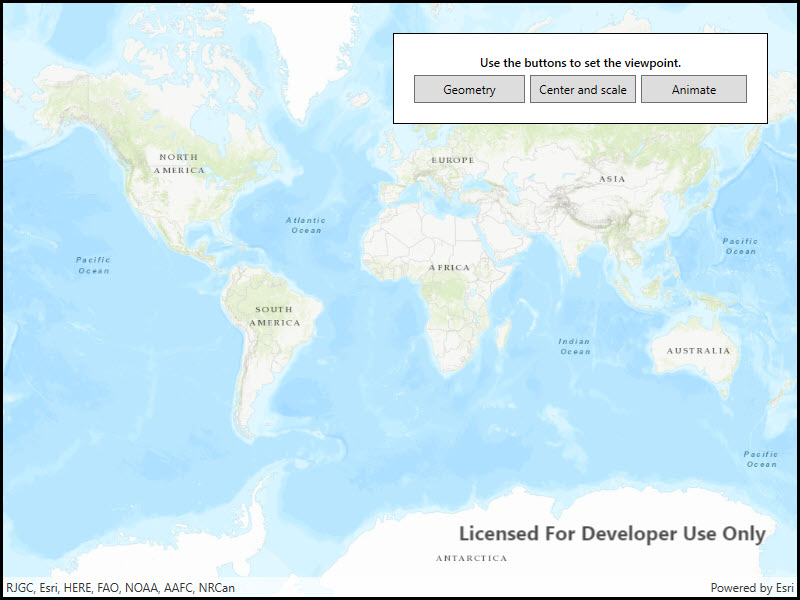 Use the buttons to set the viewpoint.
Geometry
Center and scale
Animate
NORTH
AMERICA
EUROPE
ASIA
Atlantic
Ocean
Pacific
Ocean
Pacific
Ocean
AFRICA
SOUTH
AMERICA
Indian
Ocean
AUSTRALIA
Pacific
Ocean
Licensed For Developer Use Only
ANTARCTICA
RJGC, Esri, HERE, FAO, NOAA, AAFC, NRCan
Powered by Esri